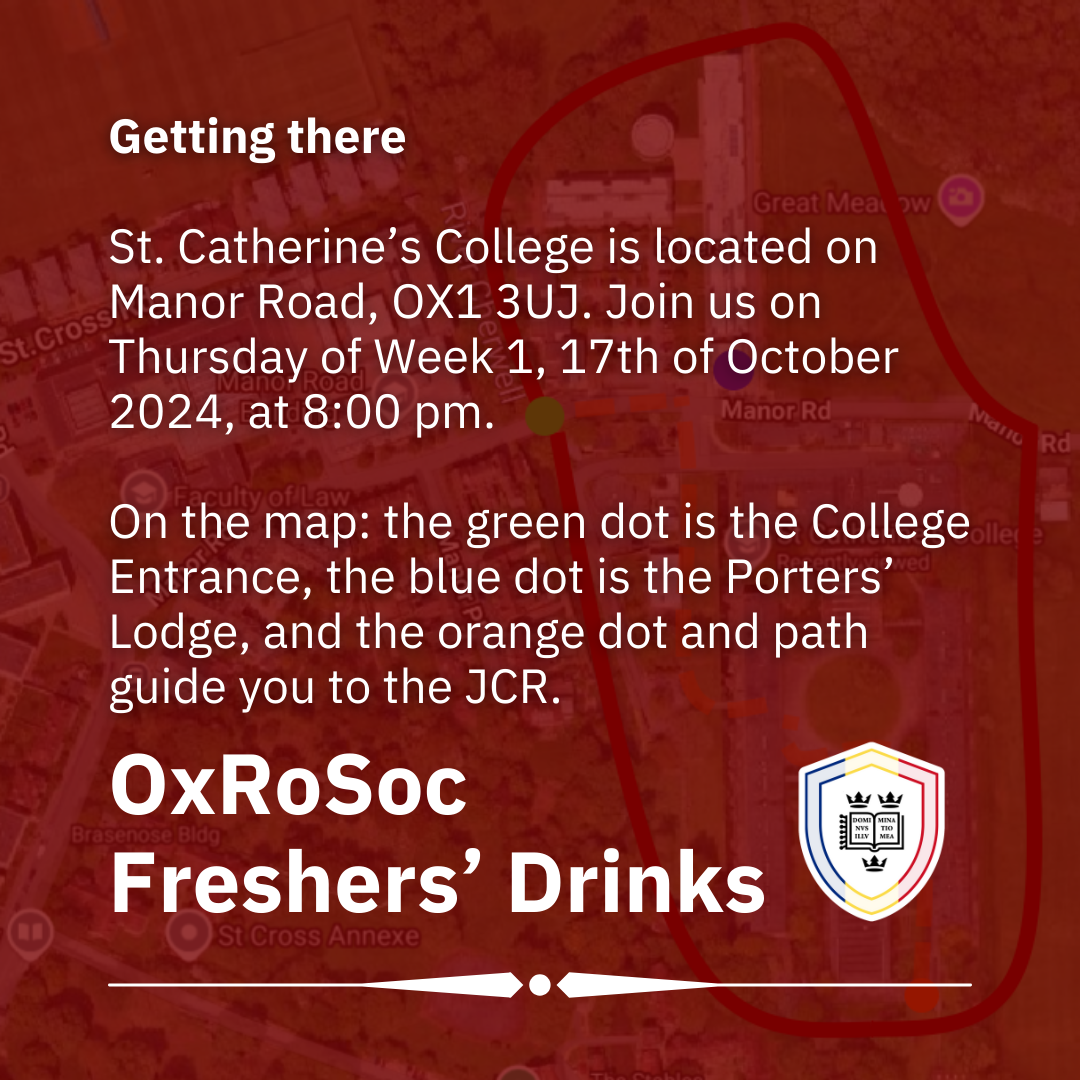 Getting there
Great Meadow
St. Catherine’s College is located on
Manor Road, OX1 3UJ. Join us on
Thursday of Week 1, 17th of October
2024, at 8:00 pm.
St.Cross
Manor Road
Manor Rd
Manor Rd
Faculty of Law
On the map: the green dot is the College
Entrance, the blue dot is the Porters’
Lodge, and the orange dot and path
guide you to the JCR.
College
OxRoSoc
Freshers’ Drinks
DOMI MINA
NVS TIO
ILLV MEA
Brasenose Bldg
St Cross Annexe
The Stables